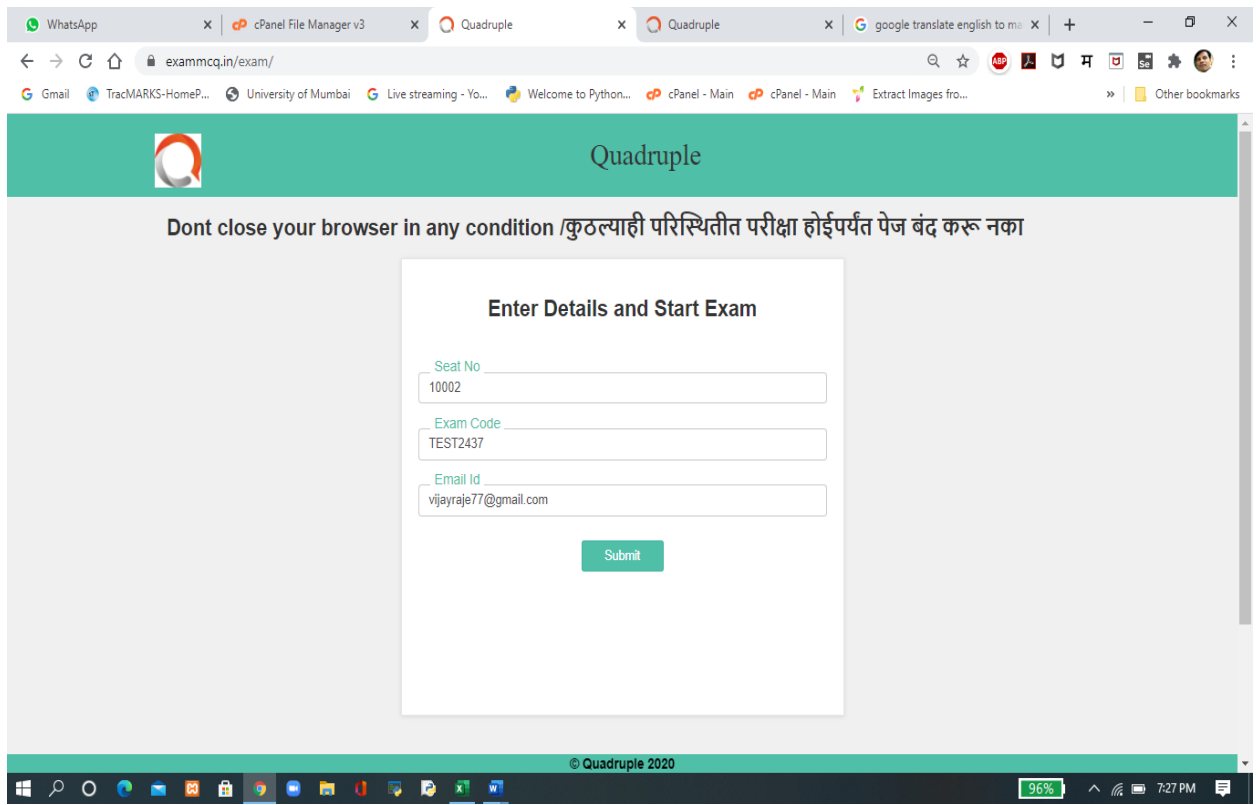 WhatsApp
cPanel File Manager v3
Quadruple
Quadruple
google translate english to ma
exammcq.in/exam/
Gmail
TracMARKS-HomeP...
University of Mumbai
Live streaming - Yo...
Welcome to Python...
cPanel - Main
cPanel - Main
Extract Images fro...
Other bookmarks
Quadruple
Dont close your browser in any condition /कुठल्याही परिस्थितीत परीक्षा होईपर्यंत पेज बंद करू नका
Enter Details and Start Exam
Seat No
10002
Exam Code
TEST2437
Email Id
vijayraje77@gmail.com
Submit
© Quadruple 2020
96%
7:27 PM